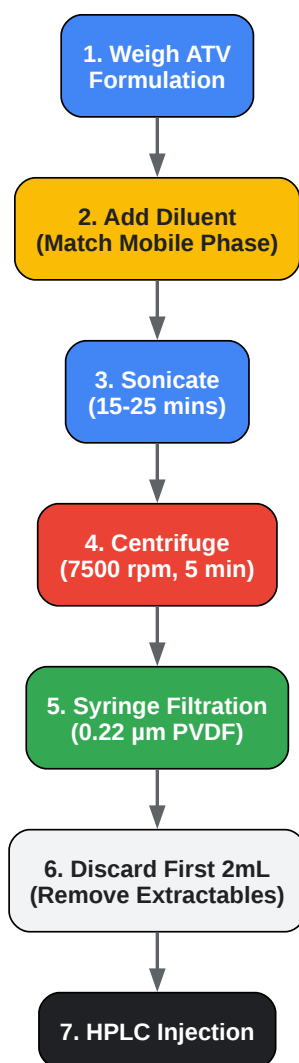 1. Weigh ATV
Formulation
2. Add Diluent
(Match Mobile Phase)
3. Sonicate
(15-25 mins)
4. Centrifuge
(7500 rpm, 5 min)
5. Syringe Filtration
(0.22 µm PVDF)
6. Discard First 2mL
(Remove Extractables)
7. HPLC Injection